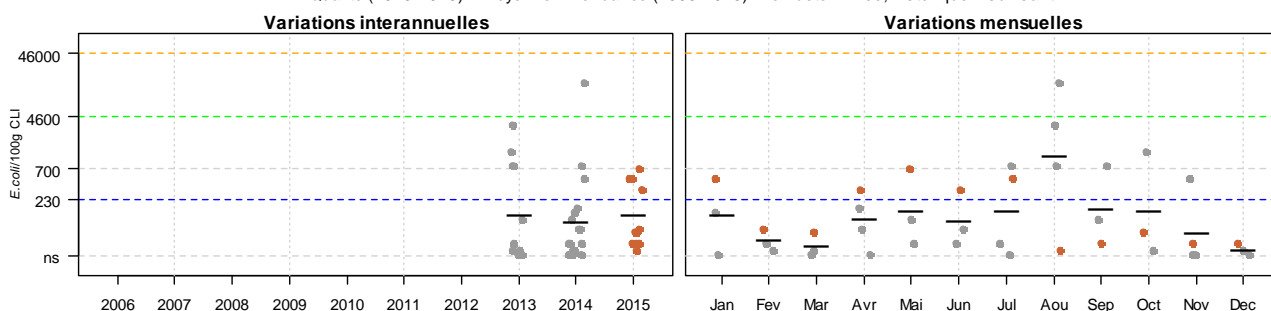 Variations interannuelles
Variations mensuelles
46000
4600
700
230
ns
E.coli/100g CLI
2006 2007 2008 2009 2010 2011 2012 2013 2014 2015
Jan Fev Mar Avr Mai Jun Jul Aou Sep Oct Nov Dec